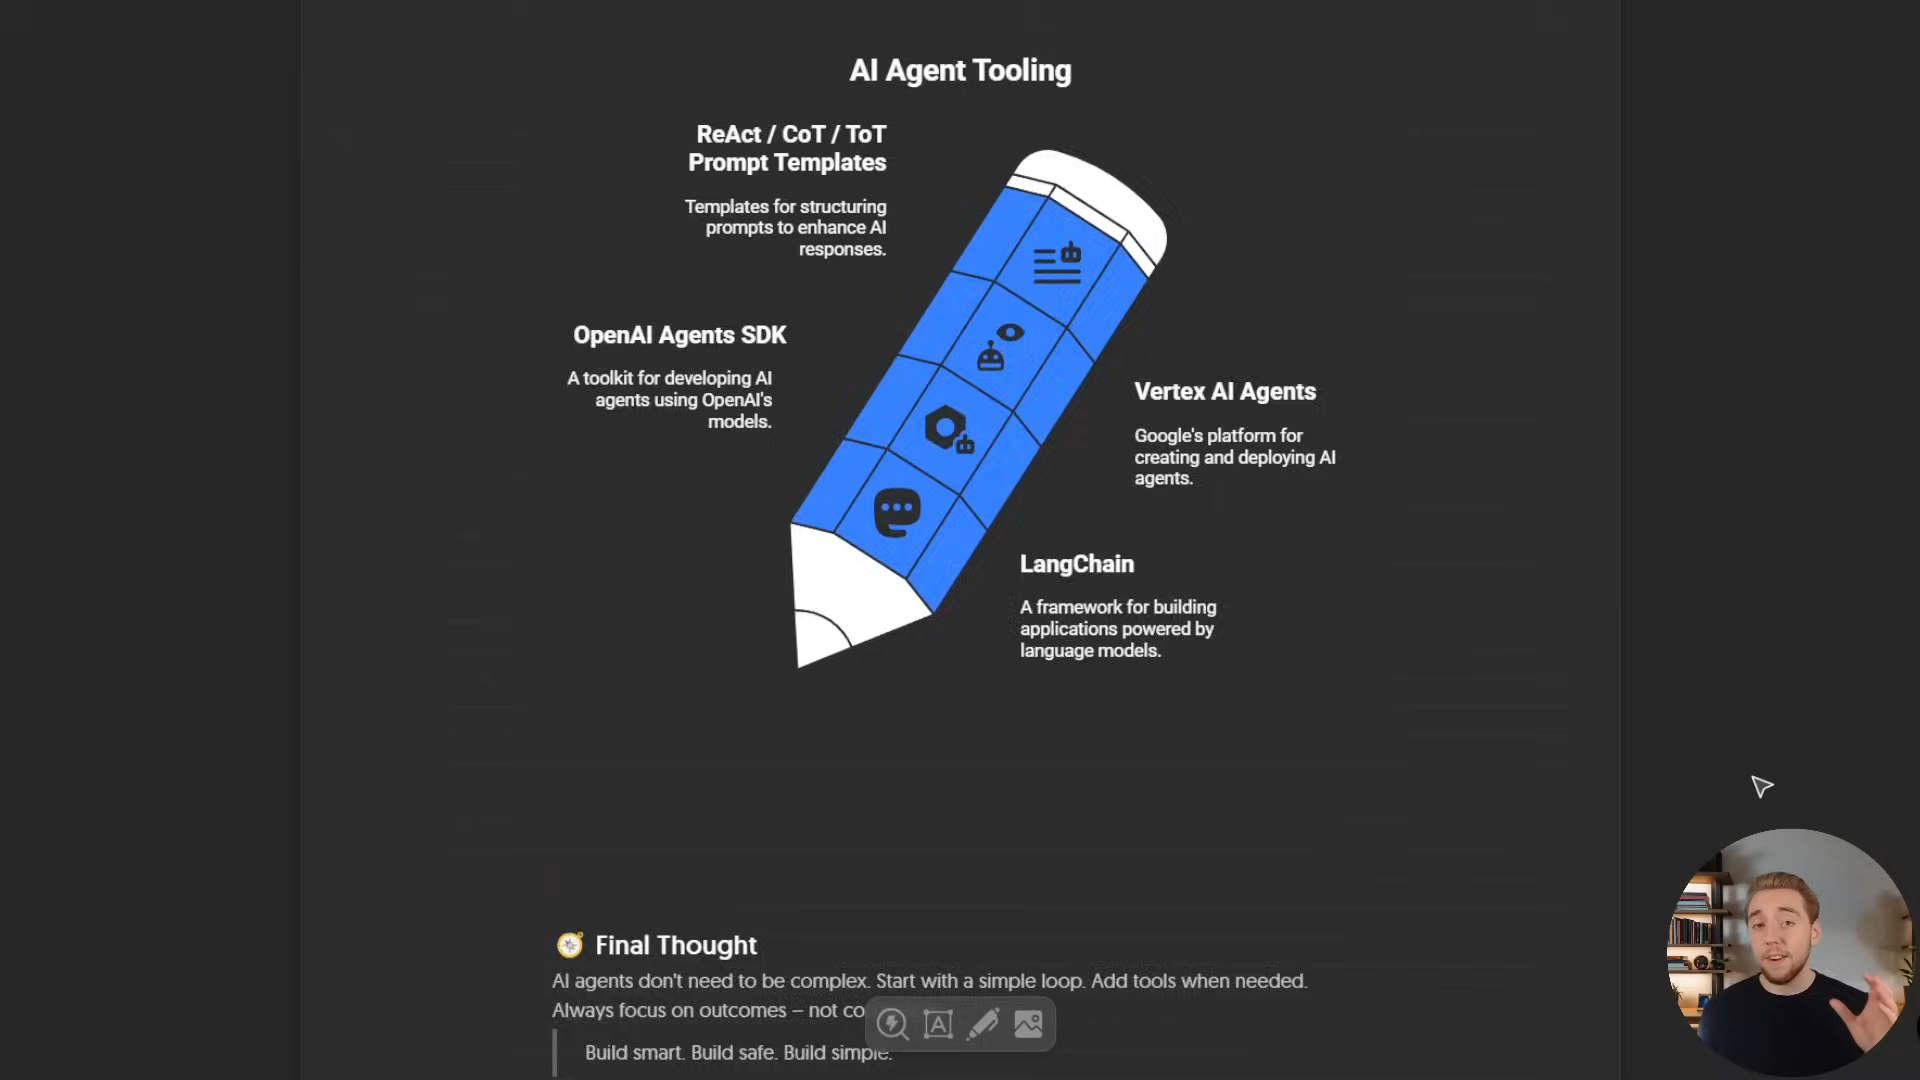 AI Agent Tooling
ReAct / CoT / ToT
Prompt Templates
Templates for structuring
prompts to enhance AI
responses.
OpenAI Agents SDK
A toolkit for developing AI
agents using OpenAI's
models.
Vertex AI Agents
Google's platform for
creating and deploying AI
agents.
LangChain
A framework for building
applications powered by
language models.
Final Thought
AI agents don't need to be complex. Start with a simple loop. Add tools when needed.
Always focus on outcomes – not
Build smart. Build safe. Build simple.
A